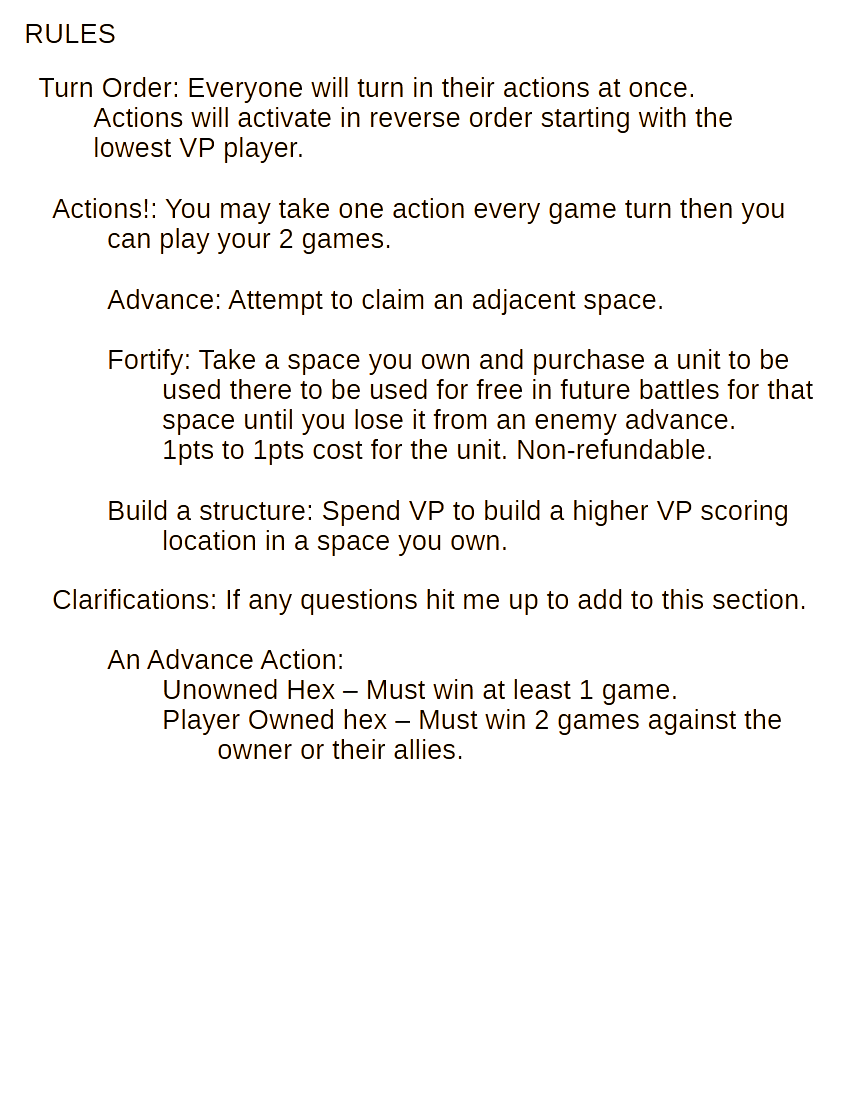 RULES
Turn Order: Everyone will turn in their actions at once.
Actions will activate in reverse order starting with the
lowest VP player.
Actions!: You may take one action every game turn then you
can play your 2 games.
Advance: Attempt to claim an adjacent space.
Fortify: Take a space you own and purchase a unit to be
used there to be used for free in future battles for that
space until you lose it from an enemy advance.
1pts to 1pts cost for the unit. Non-refundable.
Build a structure: Spend VP to build a higher VP scoring
location in a space you own.
Clarifications: If any questions hit me up to add to this section.
An Advance Action:
Unowned Hex – Must win at least 1 game.
Player Owned hex – Must win 2 games against the
owner or their allies.